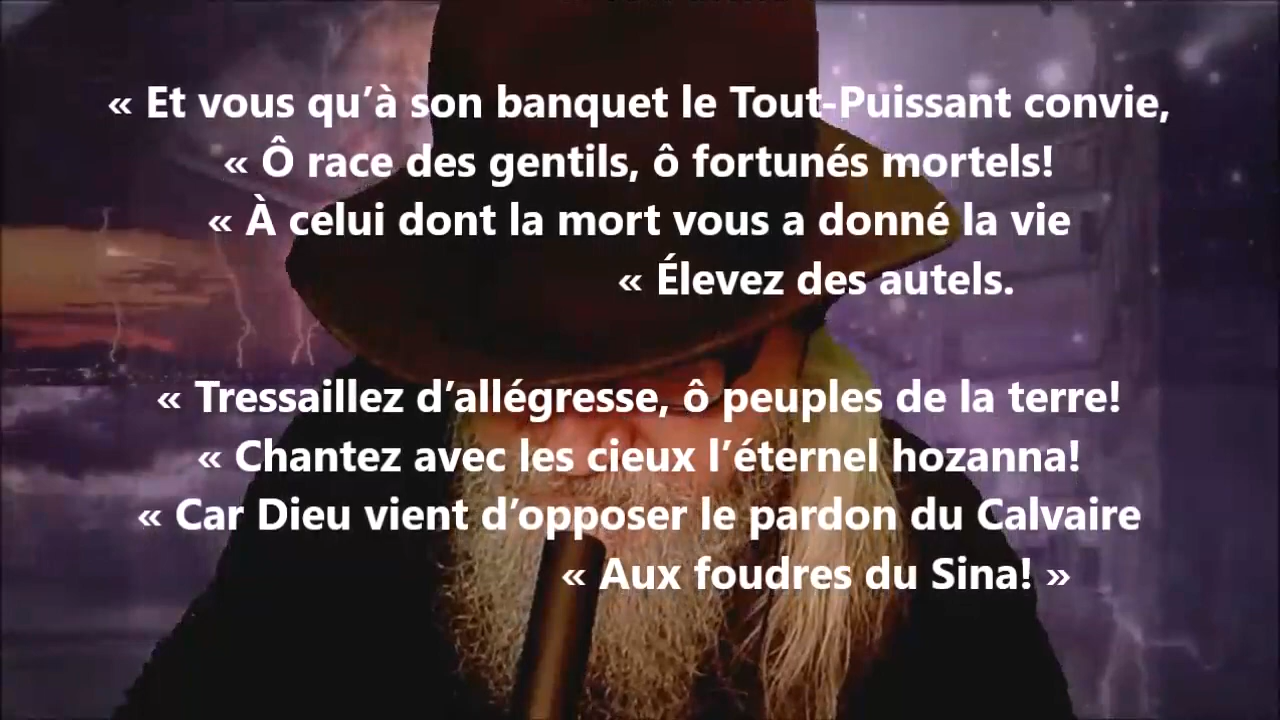 « Et vous qu’à son banquet le Tout-Puissant convie,
« Ô race des gentils, ô fortunés mortels!
« À celui dont la mort vous a donné la vie
« Élevez des autels.
« Tressaillez d’allégresse, ô peuples de la terre!
« Chantez avec les cieux l’éternel hozanna!
« Car Dieu vient d’opposer le pardon du Calvaire
« Aux foudres du Sina! »